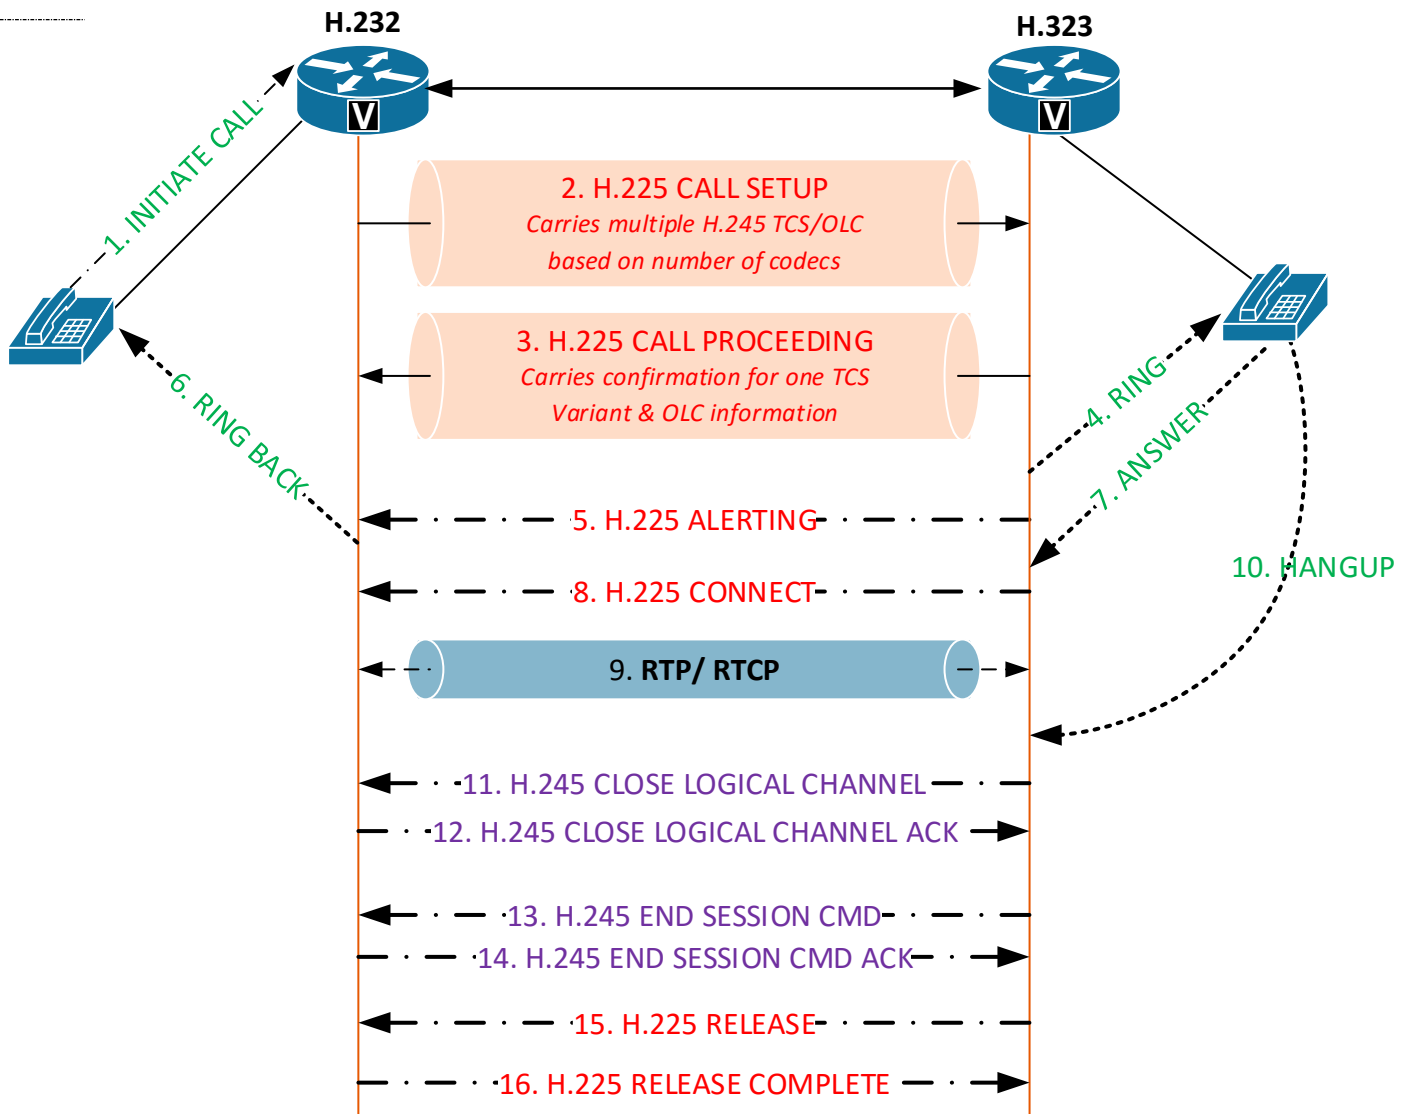 H.232
H.323
V
V
1. INITIATE CALL
2. H.225 CALL SETUP
Carries multiple H.245 TCS/OLC
based on number of codecs
3. H.225 CALL PROCEEDING
Carries confirmation for one TCS
Variant & OLC information
4. RING
6. RING BACK
7. ANSWER
5. H.225 ALERTING
10. HANGUP
8. H.225 CONNECT
9. RTP/ RTCP
11. H.245 CLOSE LOGICAL CHANNEL
12. H.245 CLOSE LOGICAL CHANNEL ACK
13. H.245 END SESSION CMD
14. H.245 END SESSION CMD ACK
15. H.225 RELEASE
16. H.225 RELEASE COMPLETE